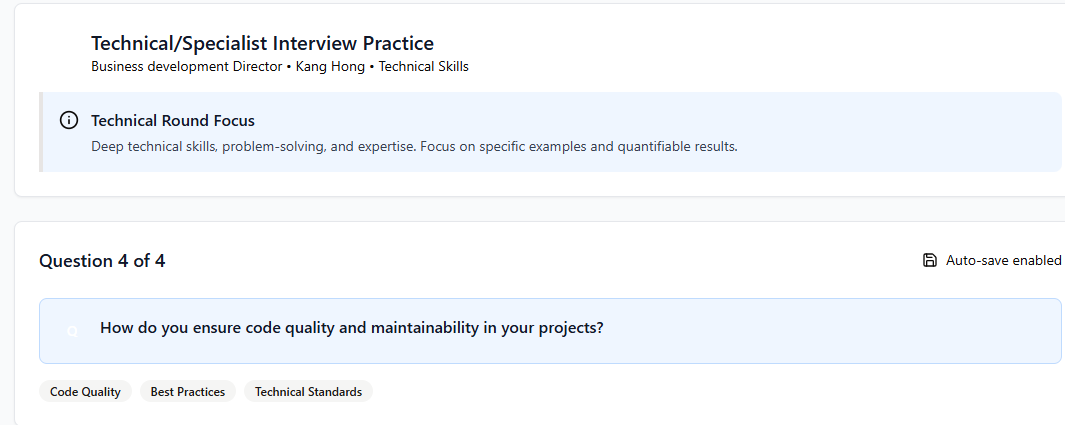 Technical/Specialist Interview Practice
Business development Director • Kang Hong • Technical Skills
Technical Round Focus
Deep technical skills, problem-solving, and expertise. Focus on specific examples and quantifiable results.
Question 4 of 4
Auto-save enabled
Q
How do you ensure code quality and maintainability in your projects?
Code Quality
Best Practices
Technical Standards